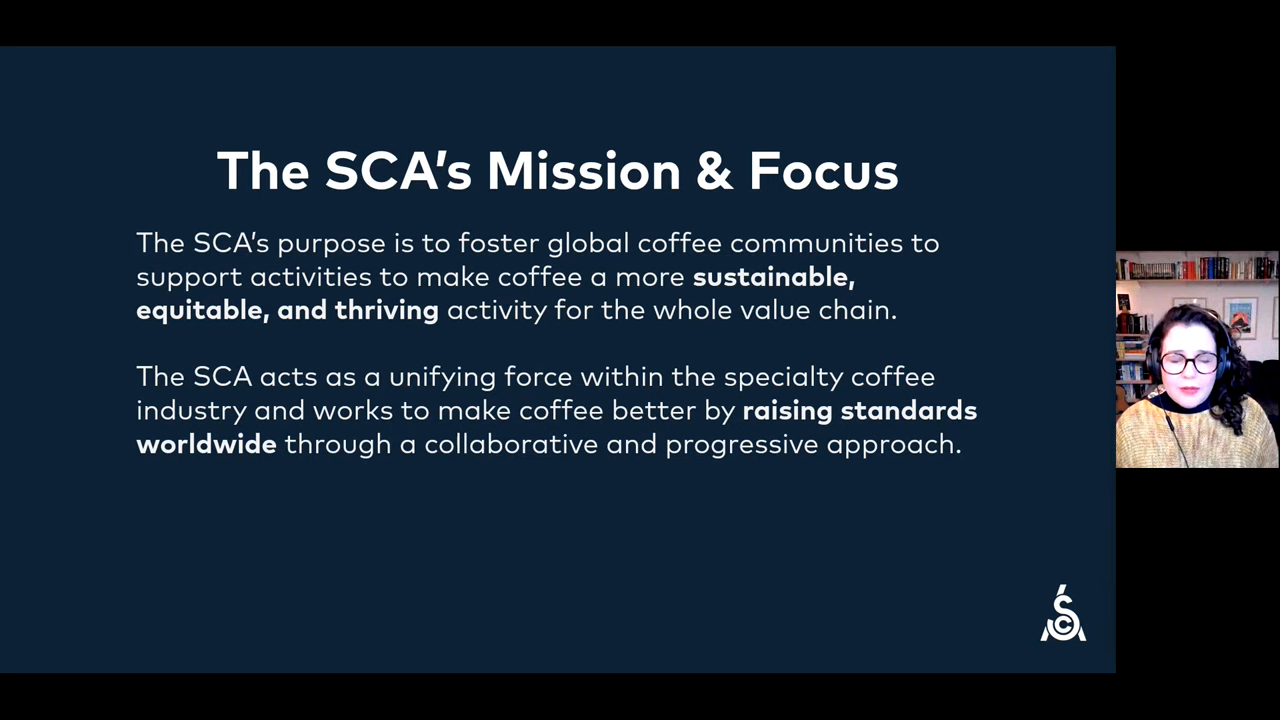 The SCA's Mission & Focus
The SCA's purpose is to foster global coffee communities to
support activities to make coffee a more sustainable,
equitable, and thriving activity for the whole value chain.
The SCA acts as a unifying force within the specialty coffee
industry and works to make coffee better by raising standards
worldwide through a collaborative and progressive approach.
SCA